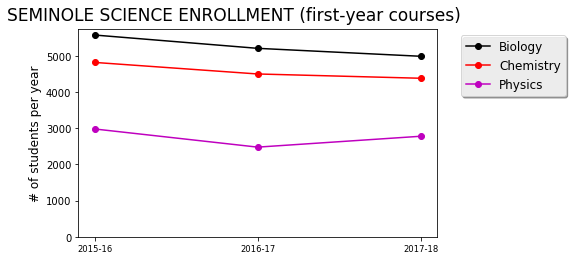 SEMINOLE SCIENCE ENROLLMENT (first-year courses)
# of students per year
5000
4000
3000
2000
1000
0
2015-16
2016-17
2017-18
Biology
Chemistry
Physics